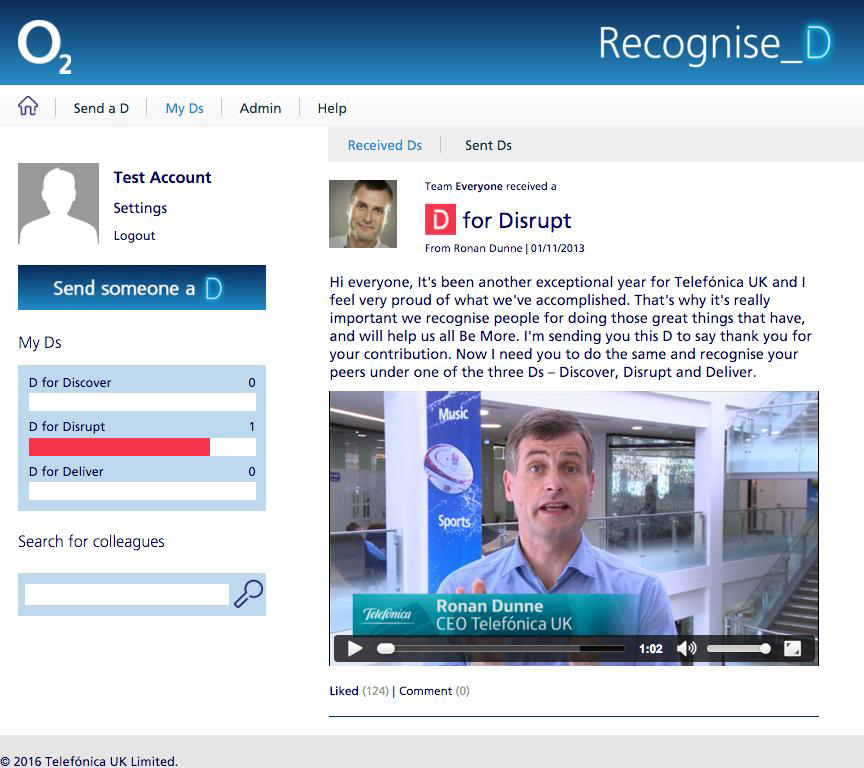 O2
Recognise_D
Send a D
My Ds
Admin
Help
Received Ds
Sent Ds
Test Account
Settings
Logout
Send someone a D
My Ds
D for Discover 0
D for Disrupt 1
D for Deliver 0
Search for colleagues
Team Everyone received a
D for Disrupt
From Ronan Dunne | 01/11/2013
Hi everyone, It's been another exceptional year for Telefónica UK and I
feel very proud of what we've accomplished. That's why it's really
important we recognise people for doing those great things that have,
and will help us all Be More. I'm sending you this D to say thank you for
your contribution. Now I need you to do the same and recognise your
peers under one of the three Ds – Discover, Disrupt and Deliver.
Music
Sports
Telefónica
Ronan Dunne
CEO Telefónica UK
1:02
Liked (124) | Comment (0)
© 2016 Telefónica UK Limited.